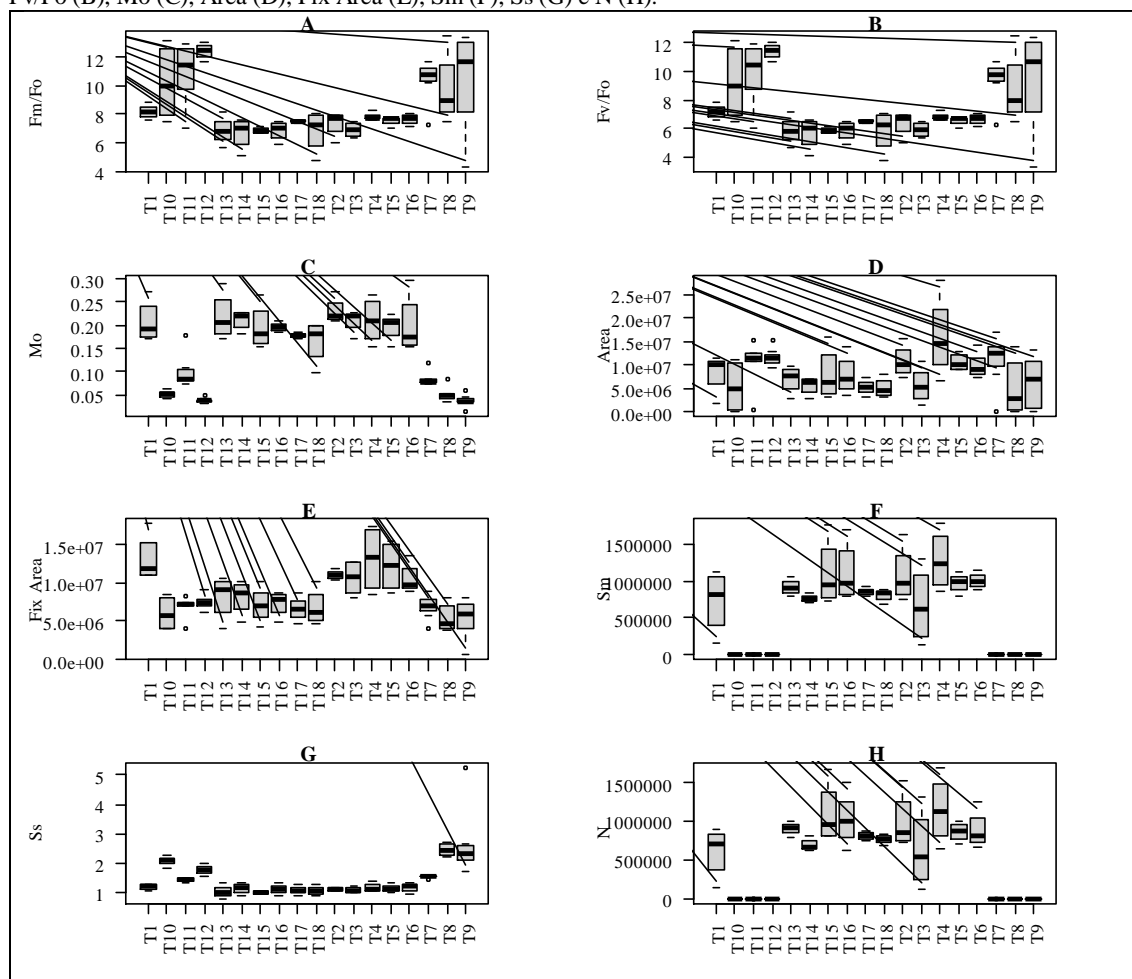 Fv/Fo (B), Mo (C), Area (D), Fix Area (E), Sm (F), Ss (G) e N (H).
A
Fm/Fo
12
10
8
6
4
T1 T10 T11 T12 T13 T14 T15 T16 T17 T18 T2 T3 T4 T5 T6 T7 T8 T9
B
Fv/Fo
12
10
8
6
4
T1 T10 T11 T12 T13 T14 T15 T16 T17 T18 T2 T3 T4 T5 T6 T7 T8 T9
C
Mo
0.30
0.25
0.20
0.15
0.10
0.05
T1 T10 T11 T12 T13 T14 T15 T16 T17 T18 T2 T3 T4 T5 T6 T7 T8 T9
D
Area
2.5e+07
2.0e+07
1.5e+07
1.0e+07
5.0e+06
0.0e+00
T1 T10 T11 T12 T13 T14 T15 T16 T17 T18 T2 T3 T4 T5 T6 T7 T8 T9
E
Fix Area
1.5e+07
1.0e+07
5.0e+06
0.0e+00
T1 T10 T11 T12 T13 T14 T15 T16 T17 T18 T2 T3 T4 T5 T6 T7 T8 T9
F
Sm
1500000
1000000
500000
0
T1 T10 T11 T12 T13 T14 T15 T16 T17 T18 T2 T3 T4 T5 T6 T7 T8 T9
G
Ss
5
4
3
2
1
T1 T10 T11 T12 T13 T14 T15 T16 T17 T18 T2 T3 T4 T5 T6 T7 T8 T9
H
N
1500000
1000000
500000
0
T1 T10 T11 T12 T13 T14 T15 T16 T17 T18 T2 T3 T4 T5 T6 T7 T8 T9